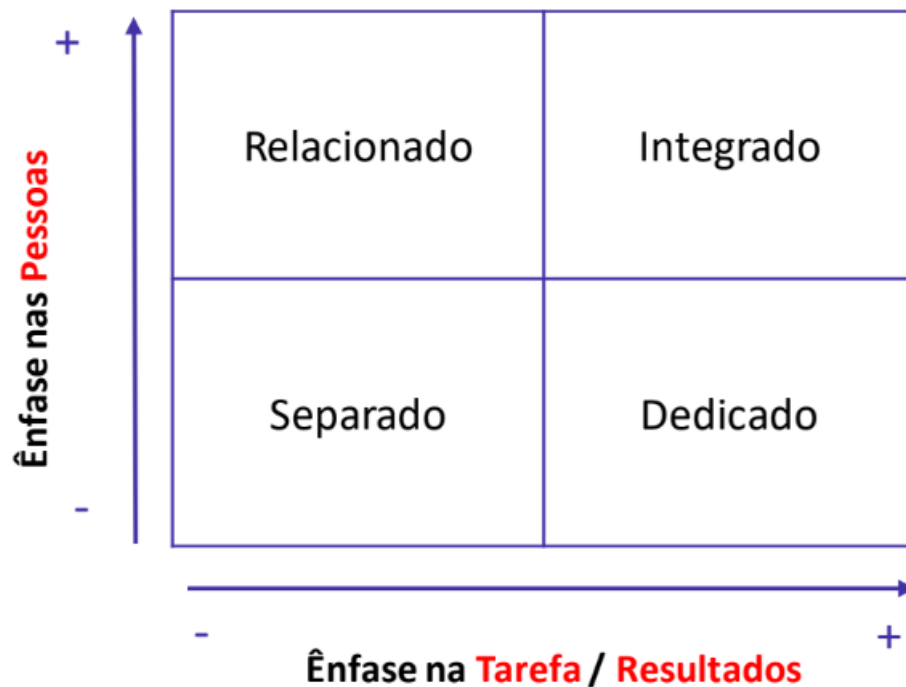 +
Relacionado
Integrado
Ênfase nas Pessoas
Separado
Dedicado
-
-
+
Ênfase na Tarefa / Resultados